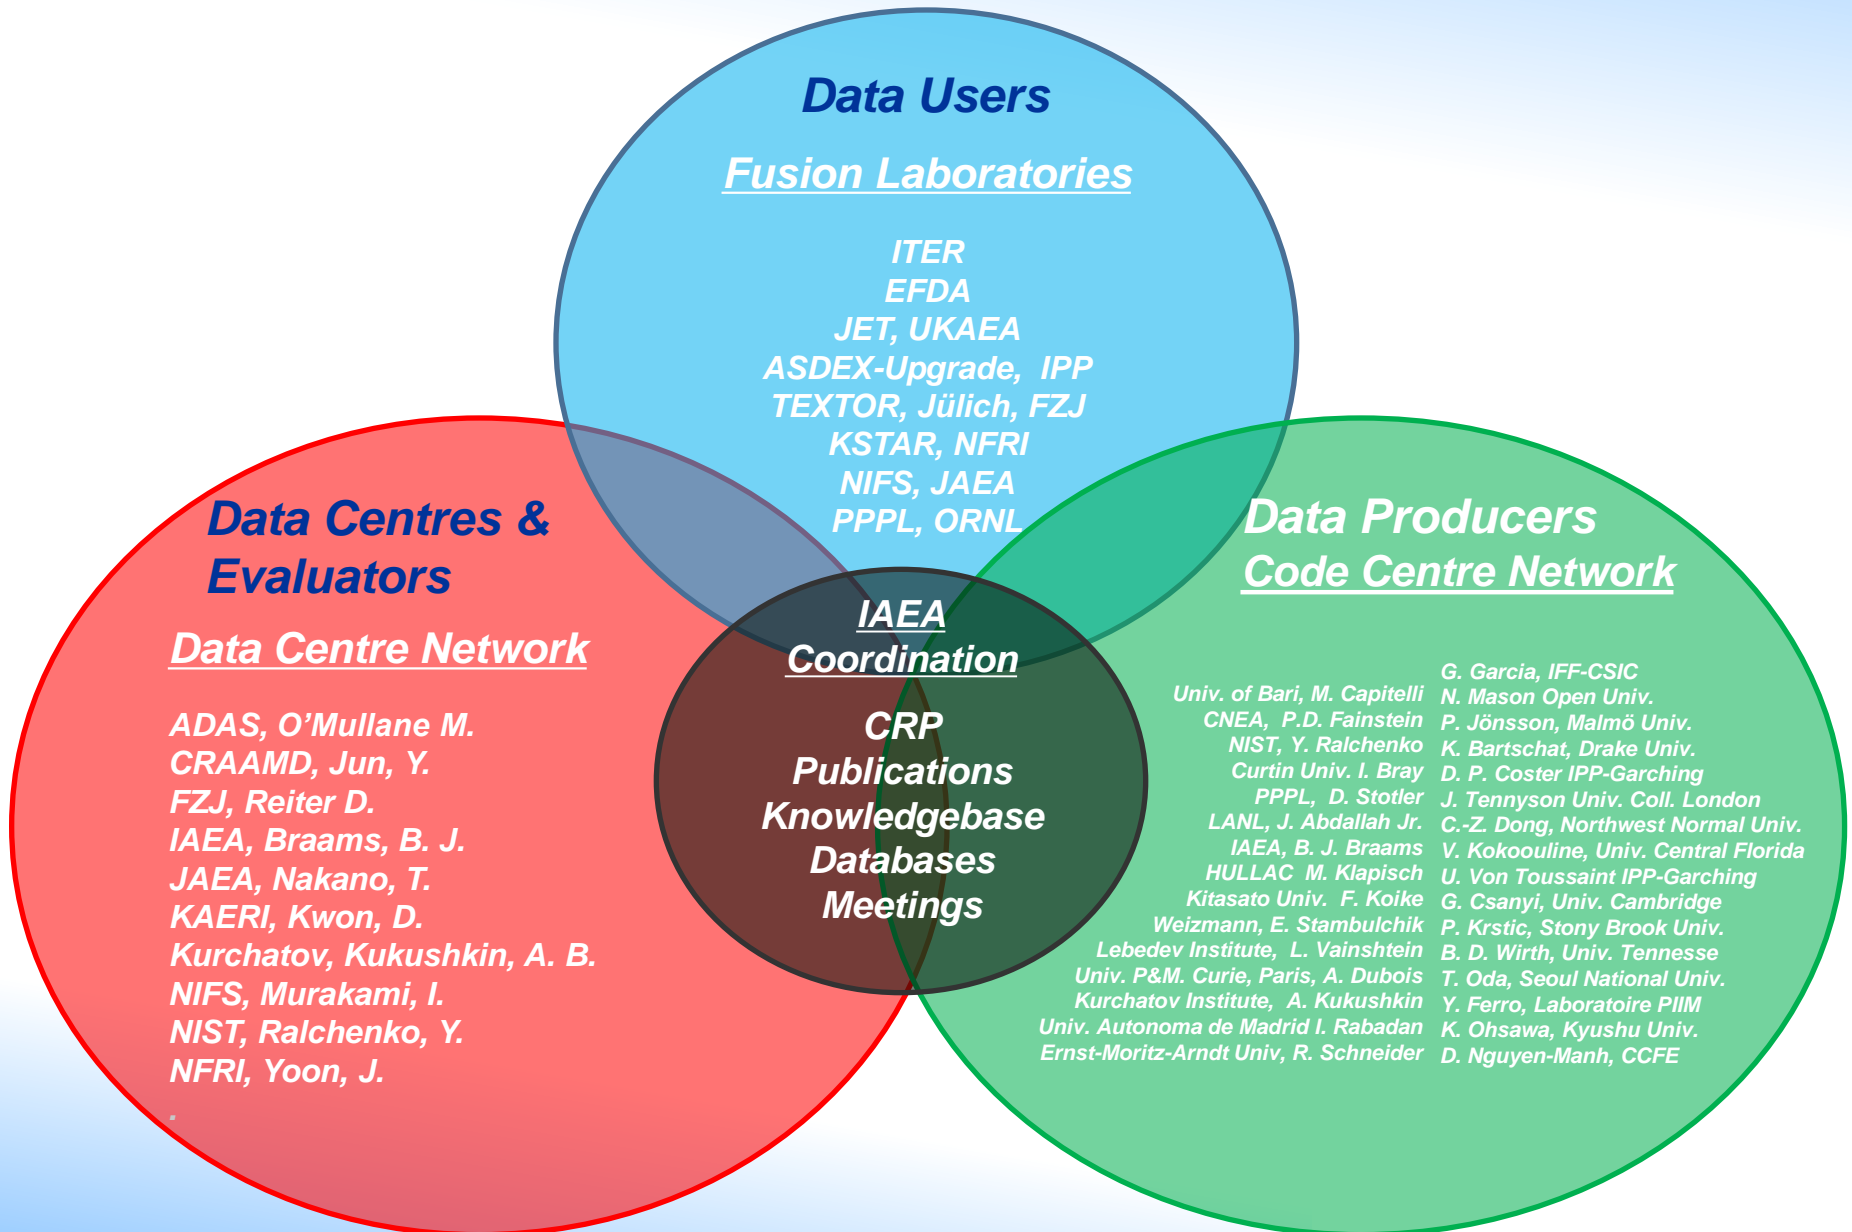 Data Users
Fusion Laboratories
ITER
EFDA
JET, UKAEA
ASDEX-Upgrade,  IPP
TEXTOR, Jülich, FZJ
KSTAR, NFRI
NIFS, JAEA
PPPL, ORNL
Data Centres &
Evaluators
Data Centre Network
ADAS, O’Mullane M.
CRAAMD, Jun, Y.
FZJ, Reiter D.
IAEA, Braams, B. J.
JAEA, Nakano, T.
KAERI, Kwon, D.
Kurchatov, Kukushkin, A. B.
NIFS, Murakami, I.
NIST, Ralchenko, Y.
NFRI, Yoon, J.
.
IAEA
Coordination
CRP
Publications
Knowledgebase
Databases
Meetings
Data Producers
Code Centre Network
Univ. of Bari, M. Capitelli
CNEA,  P.D. Fainstein
NIST, Y. Ralchenko
Curtin Univ. I. Bray
PPPL,  D. Stotler
LANL, J. Abdallah Jr.
IAEA, B. J. Braams
HULLAC  M. Klapisch
Kitasato Univ.  F. Koike
Weizmann, E. Stambulchik
Lebedev Institute,  L. Vainshtein
Univ. P&M. Curie, Paris, A. Dubois
Kurchatov Institute,  A. Kukushkin
Univ. Autonoma de Madrid I. Rabadan
Ernst-Moritz-Arndt Univ, R. Schneider
G. Garcia, IFF-CSIC
N. Mason Open Univ.
P. Jönsson, Malmö Univ.
K. Bartschat, Drake Univ.
D. P. Coster IPP-Garching
J. Tennyson Univ. Coll. London
C.-Z. Dong, Northwest Normal Univ.
V. Kokoouline, Univ. Central Florida
U. Von Toussaint IPP-Garching
G. Csanyi, Univ. Cambridge
P. Krstic, Stony Brook Univ.
B. D. Wirth, Univ. Tennesse
T. Oda, Seoul National Univ.
Y. Ferro, Laboratoire PIIM
K. Ohsawa, Kyushu Univ.
D. Nguyen-Manh, CCFE